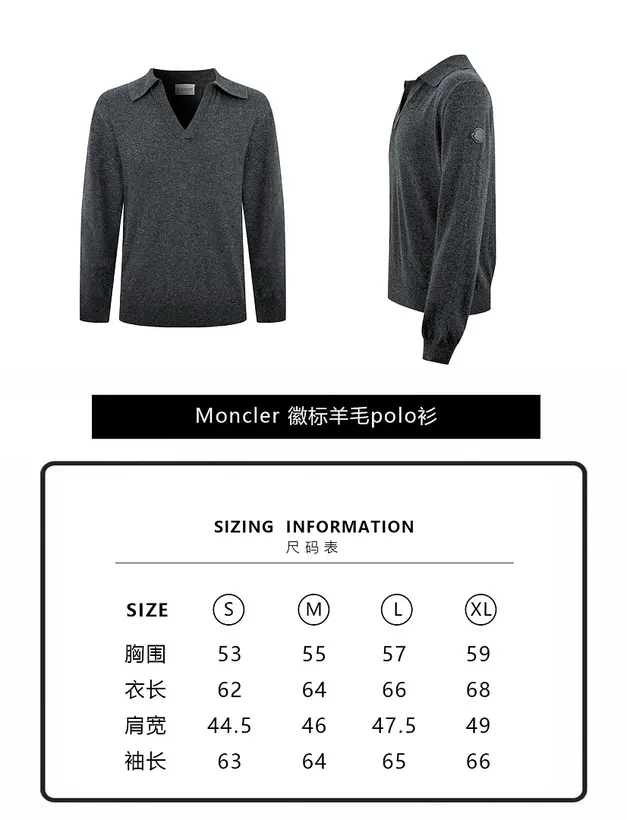 Moncler 徽标羊毛polo衫
SIZING INFORMATION
尺码表
SIZE S M L XL
胸围 53 55 57 59
衣长 62 64 66 68
肩宽 44.5 46 47.5 49
袖长 63 64 65 66